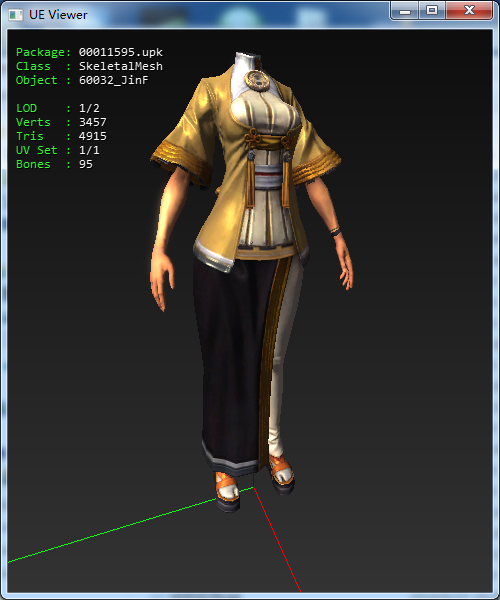 UE Viewer
Package: 00011595.upk
Class : SkeletalMesh
Object : 60032_JinF
LOD : 1/2
Verts : 3457
Tris : 4915
UV Set : 1/1
Bones : 95